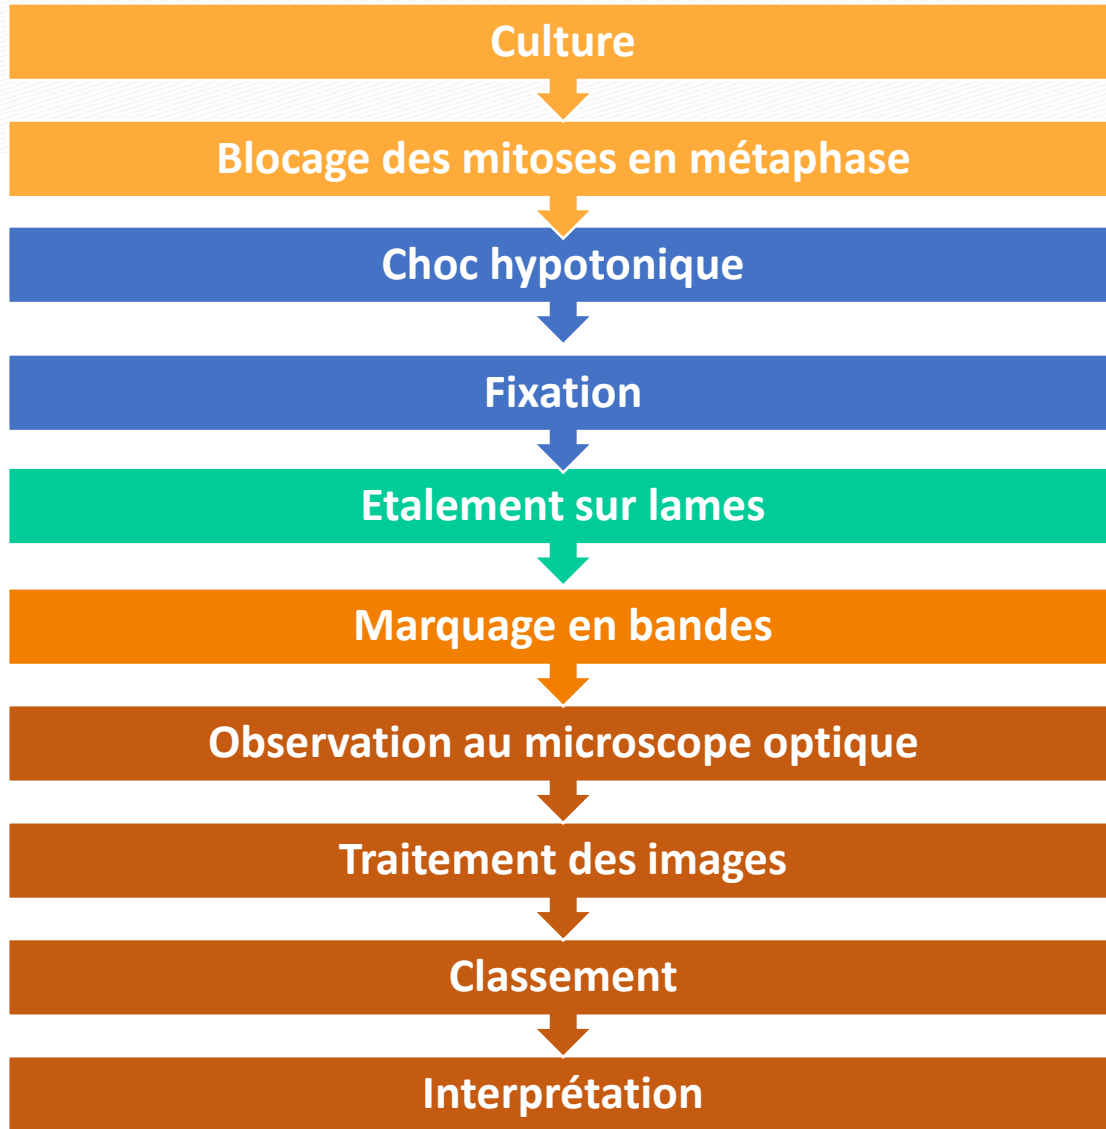 Culture
Blocage des mitoses en métaphase
Choc hypotonique
Fixation
Etalement sur lames
Marquage en bandes
Observation au microscope optique
Traitement des images
Classement
Interprétation